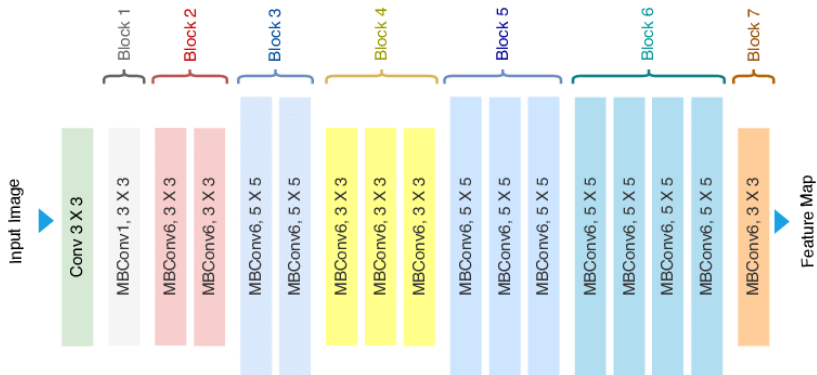 Block 1
Block 2
Block 3
Block 4
Block 5
Block 6
Block 7
Input Image
Conv 3 X 3
MBConv1, 3 X 3
MBConv6, 3 X 3
MBConv6, 3 X 3
MBConv6, 5 X 5
MBConv6, 5 X 5
MBConv6, 3 X 3
MBConv6, 3 X 3
MBConv6, 3 X 3
MBConv6, 5 X 5
MBConv6, 5 X 5
MBConv6, 5 X 5
MBConv6, 5 X 5
MBConv6, 5 X 5
MBConv6, 5 X 5
MBConv6, 5 X 5
MBConv6, 3 X 3
Feature Map